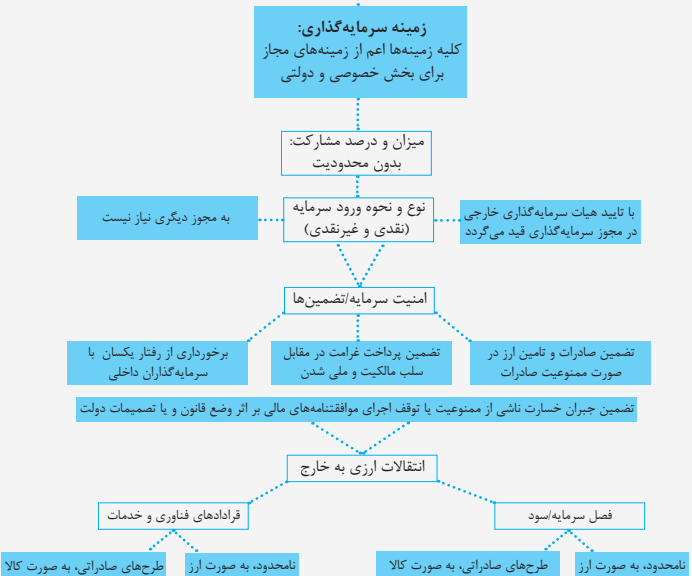 زمینه سرمایه‌گذاری:
کلیه زمینه‌ها اعم از زمینه‌های مجاز
برای بخش خصوصی و دولتی
میزان و درصد مشارکت:
بدون محدودیت
با تایید هیات سرمایه‌گذاری خارجی
در مجوز سرمایه‌گذاری قید می‌گردد
نوع و نحوه ورود سرمایه
(نقدی و غیرنقدی)
به مجوز دیگری نیاز نیست
امنیت سرمایه/تضمین‌ها
تضمین صادرات و تامین ارز در
صورت ممنوعیت صادرات
تضمین پرداخت غرامت در مقابل
سلب مالکیت و ملی شدن
برخورداری از رفتار یکسان با
سرمایه‌گذاران داخلی
تضمین جبران خسارت ناشی از ممنوعیت یا توقف اجرای موافقتنامه‌های مالی بر اثر وضع قانون و یا تصمیمات دولت
انتقالات ارزی به خارج
فصل سرمایه/سود
قرادادهای فناوری و خدمات
نامحدود، به صورت ارز
طرح‌های صادراتی، به صورت کالا
نامحدود، به صورت ارز
طرح‌های صادراتی، به صورت کالا